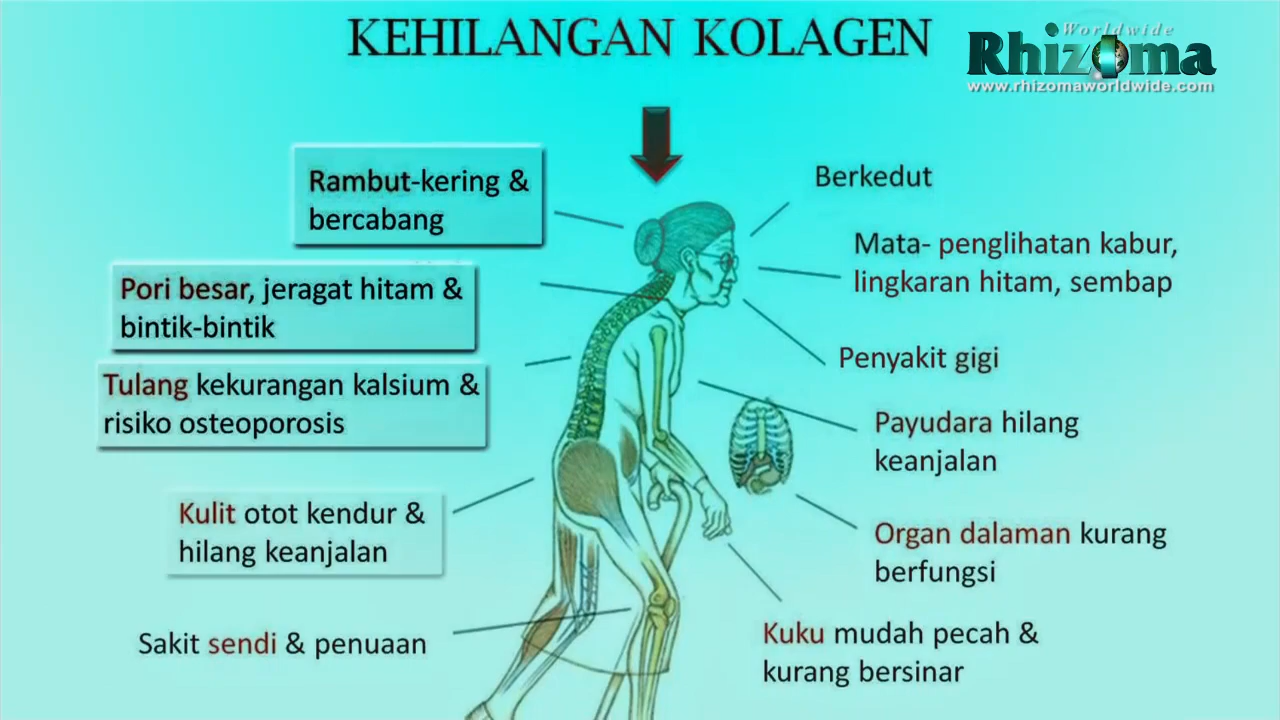 KEHILANGAN KOLAGEN
Worldwide
Rhizoma
www.rhizomaworldwide.com
Rambut-kering &
bercabang
Pori besar, jeragat hitam &
bintik-bintik
Tulang kekurangan kalsium &
risiko osteoporosis
Kulit otot kendur &
hilang keanjalan
Sakit sendi & penuaan
Berkedut
Mata- penglihatan kabur,
lingkaran hitam, sembap
Penyakit gigi
Payudara hilang
keanjalan
Organ dalaman kurang
berfungsi
Kuku mudah pecah &
kurang bersinar